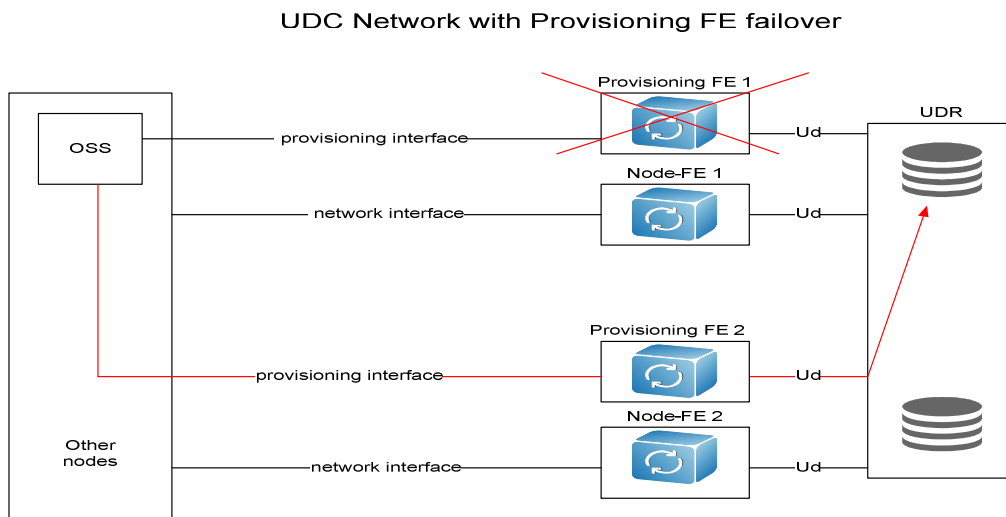 UDC Network with Provisioning FE failover
Provisioning FE 1
UDR
OSS
provisioning interface
Ud
Node-FE 1
network interface
Ud
Provisioning FE 2
provisioning interface
Ud
Node-FE 2
Other
nodes
network interface
Ud